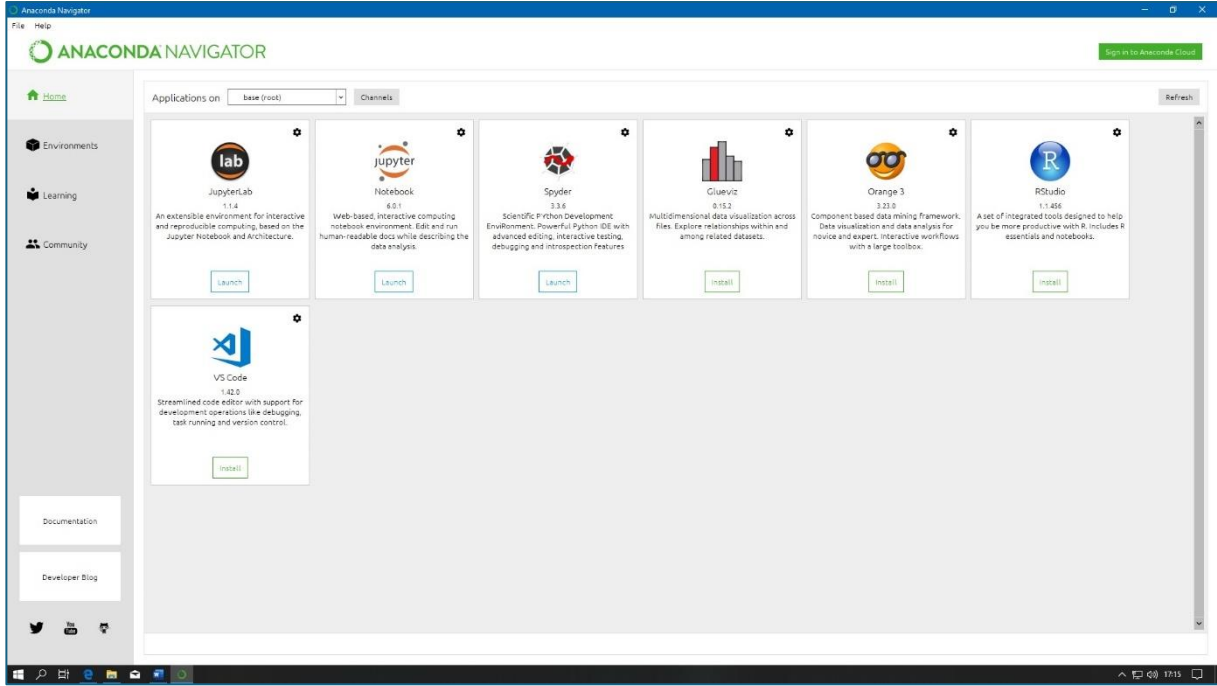 Anaconda Navigator
File Help
ANACONDA NAVIGATOR
Sign in to Anaconda Cloud
Home
Environments
Learning
Community
Documentation
Developer Blog
You
Tube
Applications on base (root) Channels Refresh
lab
JupyterLab
1.1.4
An extensible environment for interactive
and reproducible computing, based on the
Jupyter Notebook and Architecture.
Launch
jupyter
Notebook
6.0.1
Web-based, interactive computing
notebook environment. Edit and run
human-readable docs while describing the
data analysis.
Launch
Spyder
3.3.6
Scientific PYthon Development
EnviRonment. Powerful Python IDE with
advanced editing, interactive testing,
debugging and introspection features
Launch
Glueviz
0.15.2
Multidimensional data visualization across
files. Explore relationships within and
among related datasets.
Install
Orange 3
3.23.0
Component based data mining framework.
Data visualization and data analysis for
novice and expert. Interactive workflows
with a large toolbox.
Install
R
RStudio
1.1.456
A set of integrated tools designed to help
you be more productive with R. Includes R
essentials and notebooks.
Install
VS Code
1.42.0
Streamlined code editor with support for
development operations like debugging,
task running and version control.
Install
17:15